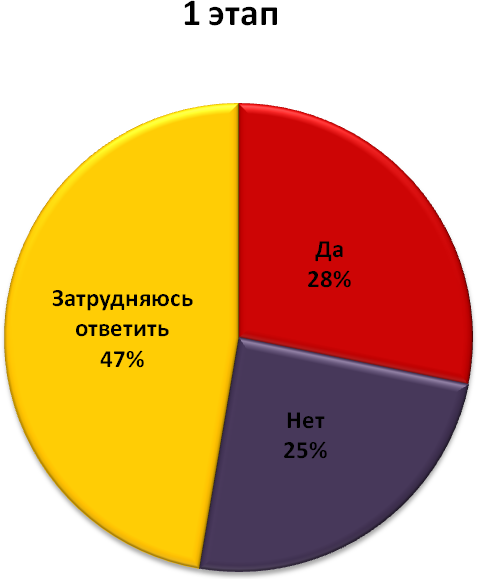 1 этап
Да
28%
Затрудняюсь
ответить
47%
Нет
25%